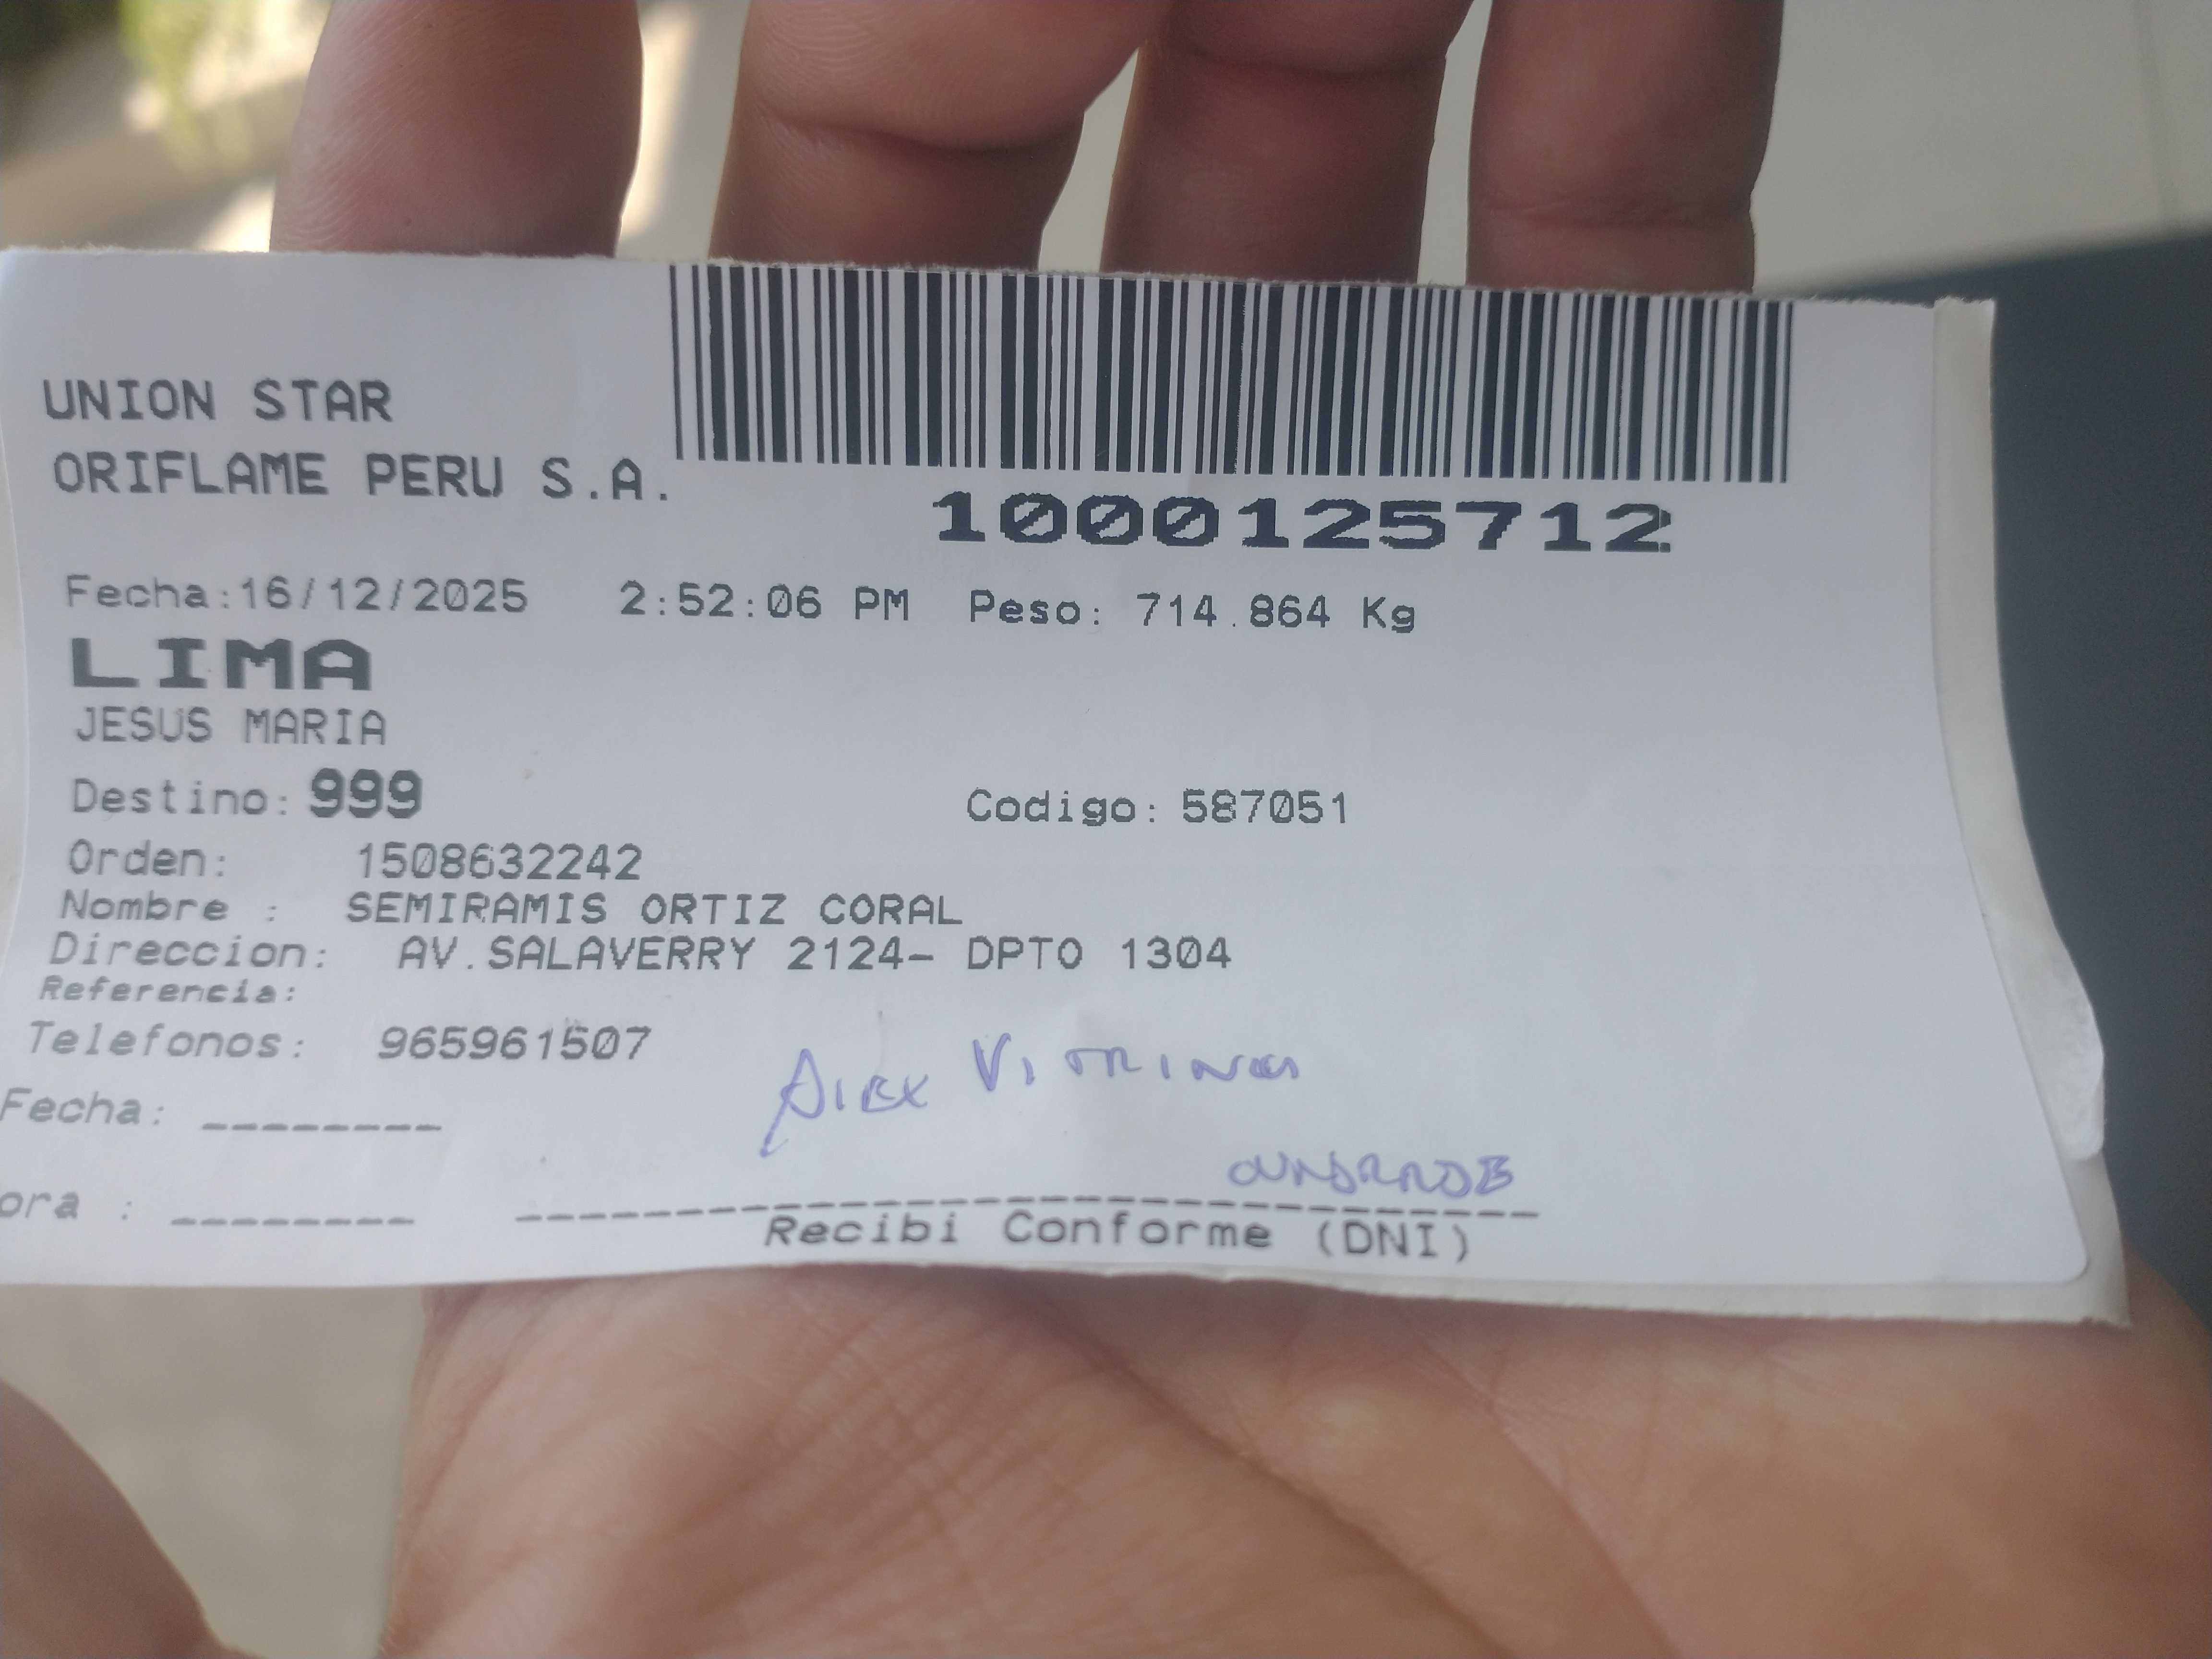 UNION STAR
ORIFLAME PERU S.A.
1000125712
Fecha:16/12/2025 2:52:06 PM Peso: 714.864 Kg
LIMA
JESUS MARIA
Destino: 999 Codigo: 587051
Orden: 1508632242
Nombre : SEMIRAMIS ORTIZ CORAL
Direccion: AV.SALAVERRY 2124- DPTO 1304
Referencia:
Telefonos: 965961507
Alex
Fecha: --------
ora : --------
Recibi Conforme (DNI)